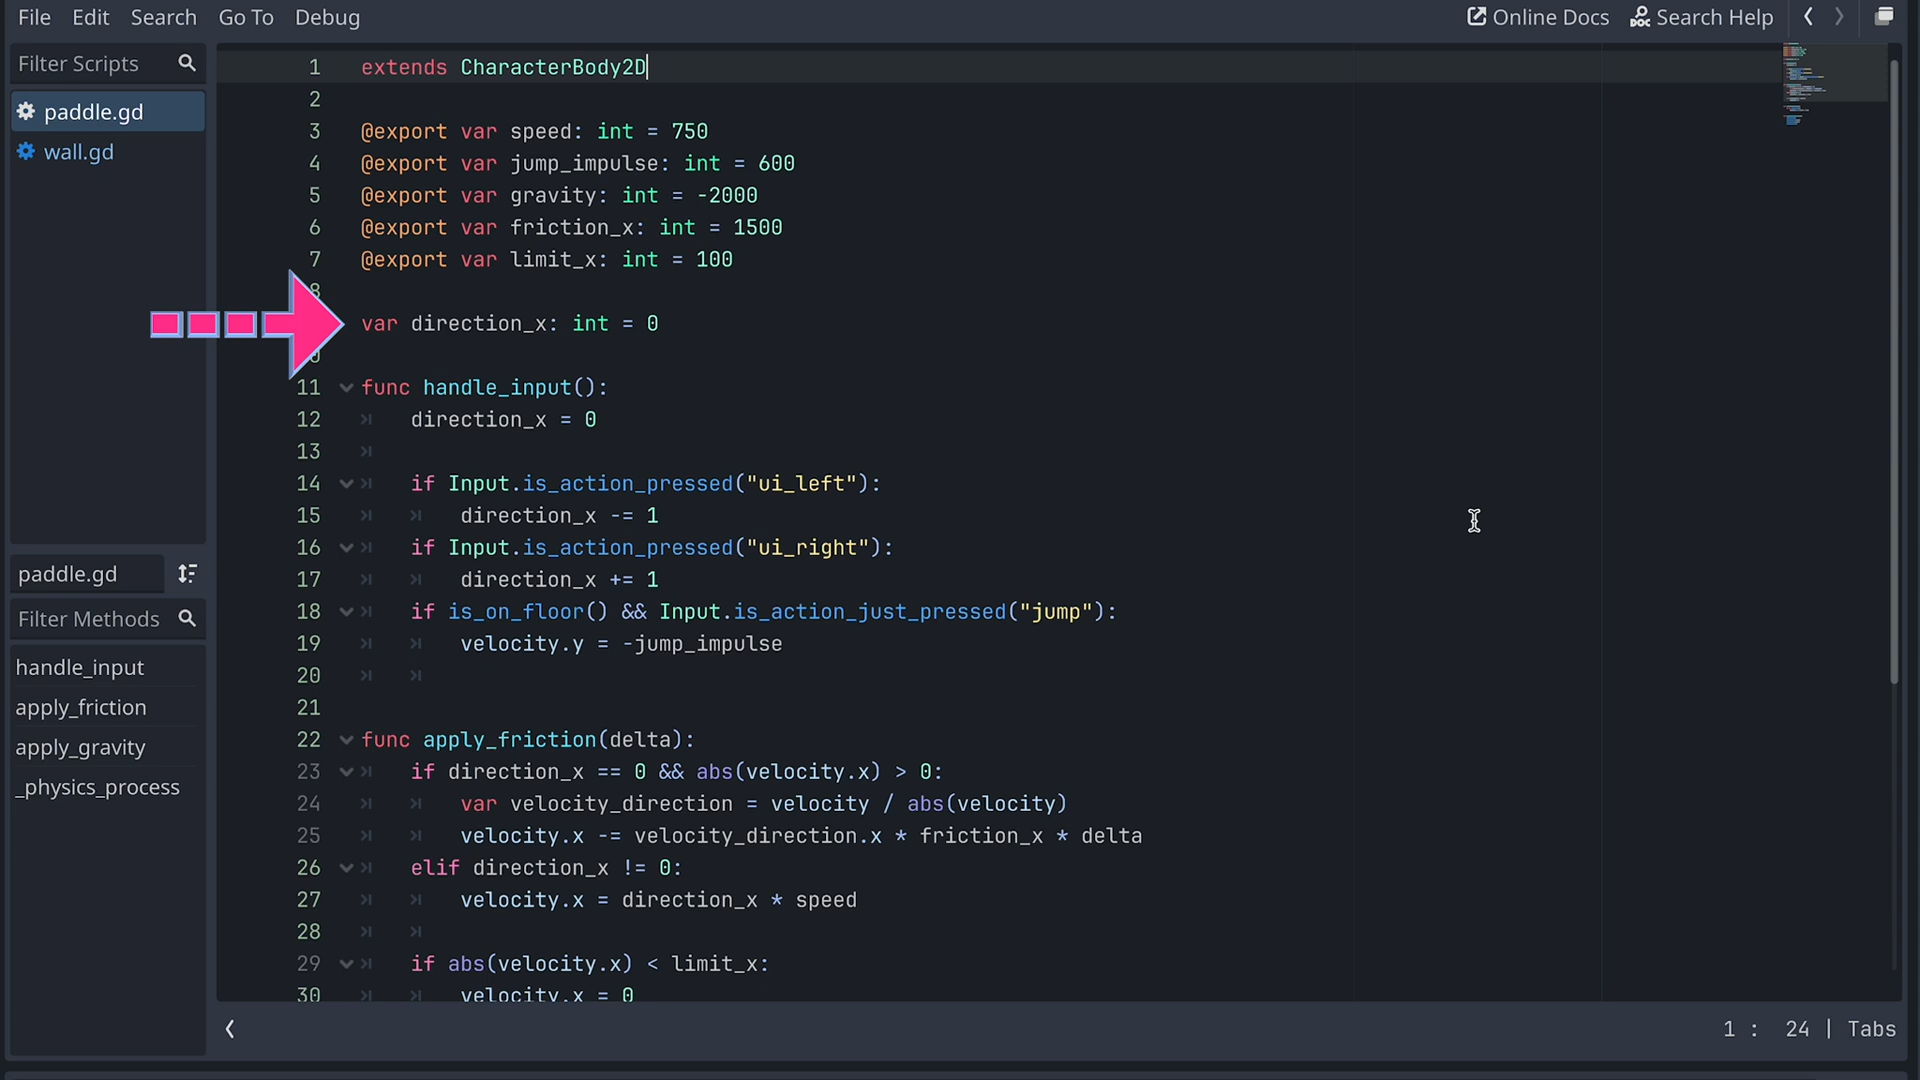 File Edit Search Go To Debug Online Docs Search Help
Filter Scripts
paddle.gd
wall.gd
paddle.gd
Filter Methods
handle_input
apply_friction
apply_gravity
_physics_process
1 extends CharacterBody2D
2
3 @export var speed: int = 750
4 @export var jump_impulse: int = 600
5 @export var gravity: int = -2000
6 @export var friction_x: int = 1500
7 @export var limit_x: int = 100
8
var direction_x: int = 0
0
11 func handle_input():
12 direction_x = 0
13
14 if Input.is_action_pressed("ui_left"):
15 direction_x -= 1
16 if Input.is_action_pressed("ui_right"):
17 direction_x += 1
18 if is_on_floor() && Input.is_action_just_pressed("jump"):
19 velocity.y = -jump_impulse
20
21
22 func apply_friction(delta):
23 if direction_x == 0 && abs(velocity.x) > 0:
24 var velocity_direction = velocity / abs(velocity)
25 velocity.x -= velocity_direction.x * friction_x * delta
26 elif direction_x != 0:
27 velocity.x = direction_x * speed
28
29 if abs(velocity.x) < limit_x:
30 velocity.x = 0
1 : 24 | Tabs